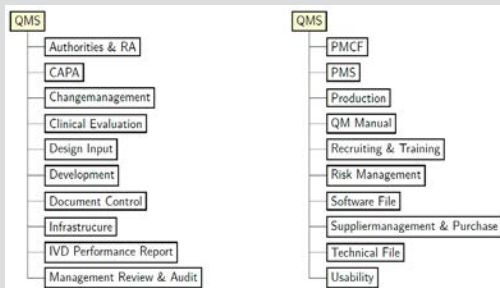 QMS
Authorities & RA
CAPA
Changemanagement
Clinical Evaluation
Design Input
Development
Document Control
Infrastrucure
IVD Performance Report
Management Review & Audit
QMS
PMCF
PMS
Production
QM Manual
Recruiting & Training
Risk Management
Software File
Suppliermanagement & Purchase
Technical File
Usability